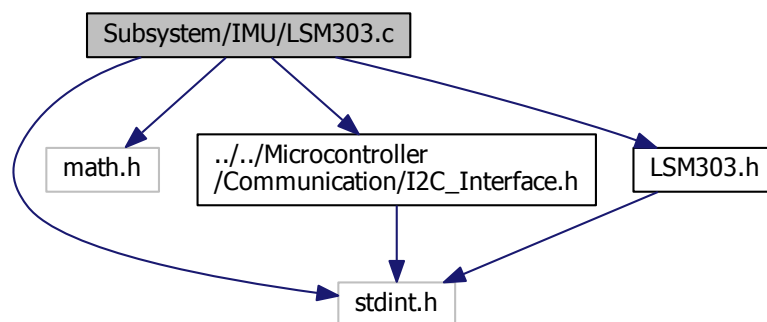 Subsystem/IMU/LSM303.c
math.h
../../Microcontroller
/Communication/I2C_Interface.h
LSM303.h
stdint.h